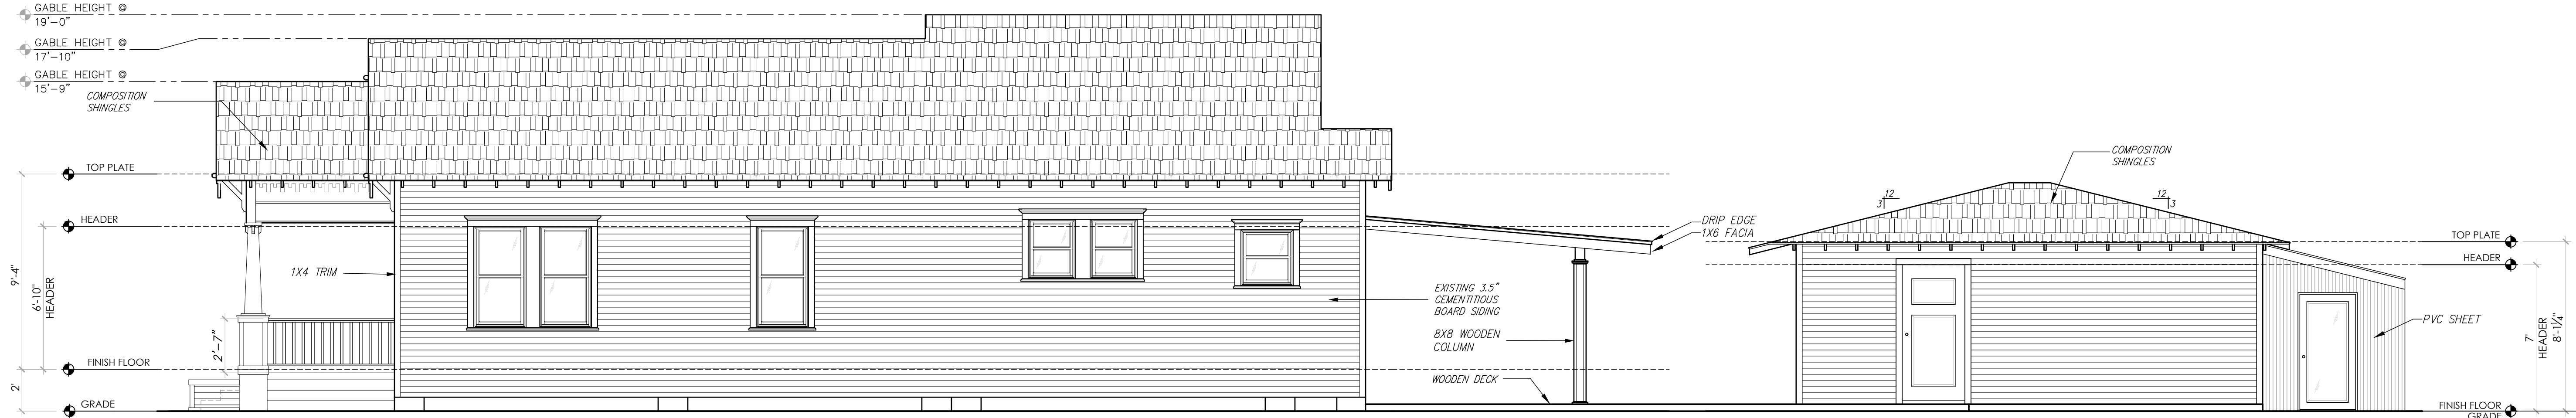 GABLE HEIGHT @
19'-0"
GABLE HEIGHT @
17'-10"
GABLE HEIGHT @
15'-9"
COMPOSITION
SHINGLES
TOP PLATE
HEADER
9'-4"
6'-10"
HEADER
1X4 TRIM
2'-7"
FINISH FLOOR
2'
GRADE
DRIP EDGE
1X6 FACIA
EXISTING 3.5"
CEMENTITIOUS
BOARD SIDING
8X8 WOODEN
COLUMN
WOODEN DECK
COMPOSITION
SHINGLES
12
3
12
3
TOP PLATE
HEADER
PVC SHEET
7'
HEADER
8'-1/4"
FINISH FLOOR
GRADE